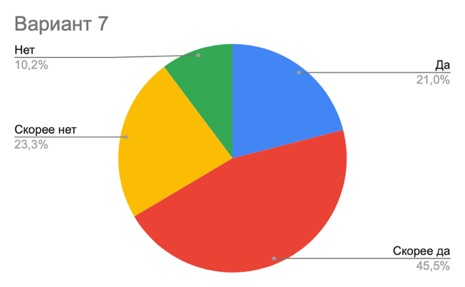 Вариант 7
Нет
10,2%
Да
21,0%
Скорее нет
23,3%
Скорее да
45,5%